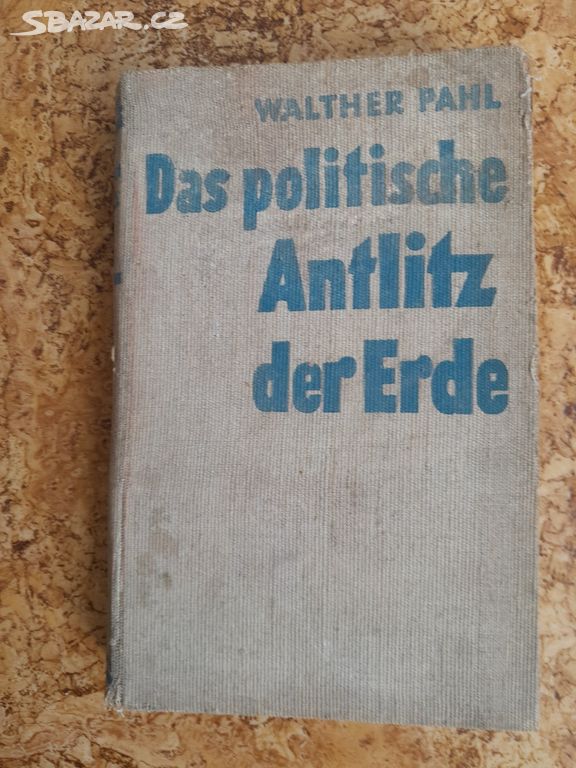 SBAZAR.CZ
WALTHER PAHL
Das politische
Antlitz
der Erde